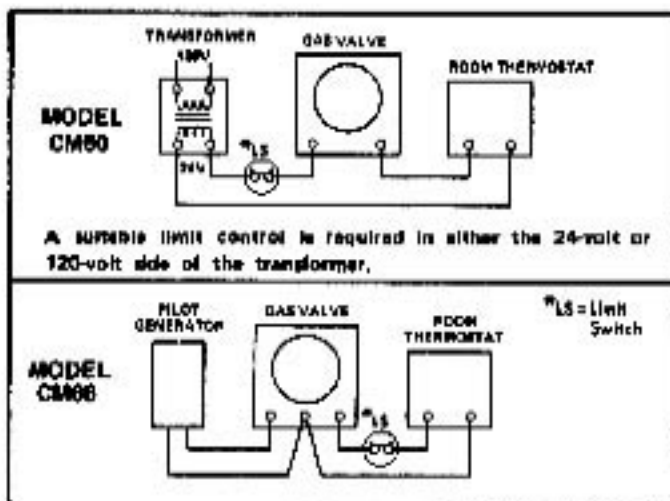 TRANSFORMER
120V
GAS VALVE
ROOM THERMOSTAT
MODEL
CM60
*LS
24V
A suitable limit control is required in either the 24-volt or
120-volt side of the transformer.
PILOT
GENERATOR
GAS VALVE
ROOM
THERMOSTAT
*LS = Limit
Switch
MODEL
*LS